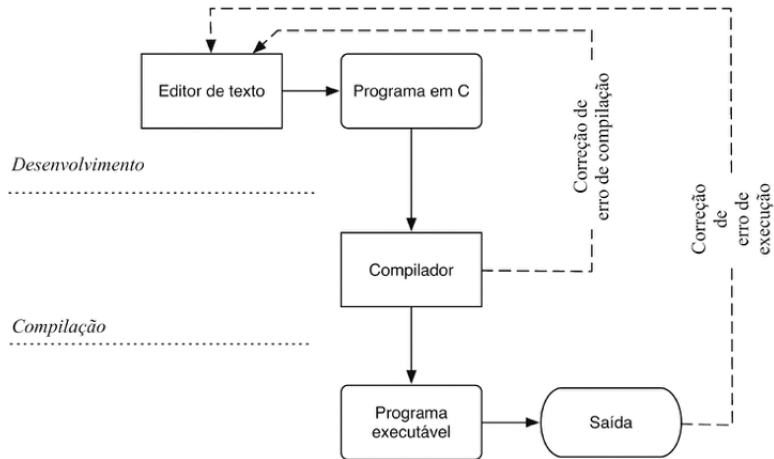 Editor de texto
Programa em C
Correção de
erro de compilação
Correção
de
erro de
execução
Desenvolvimento
Compilador
Compilação
Programa
executável
Saída